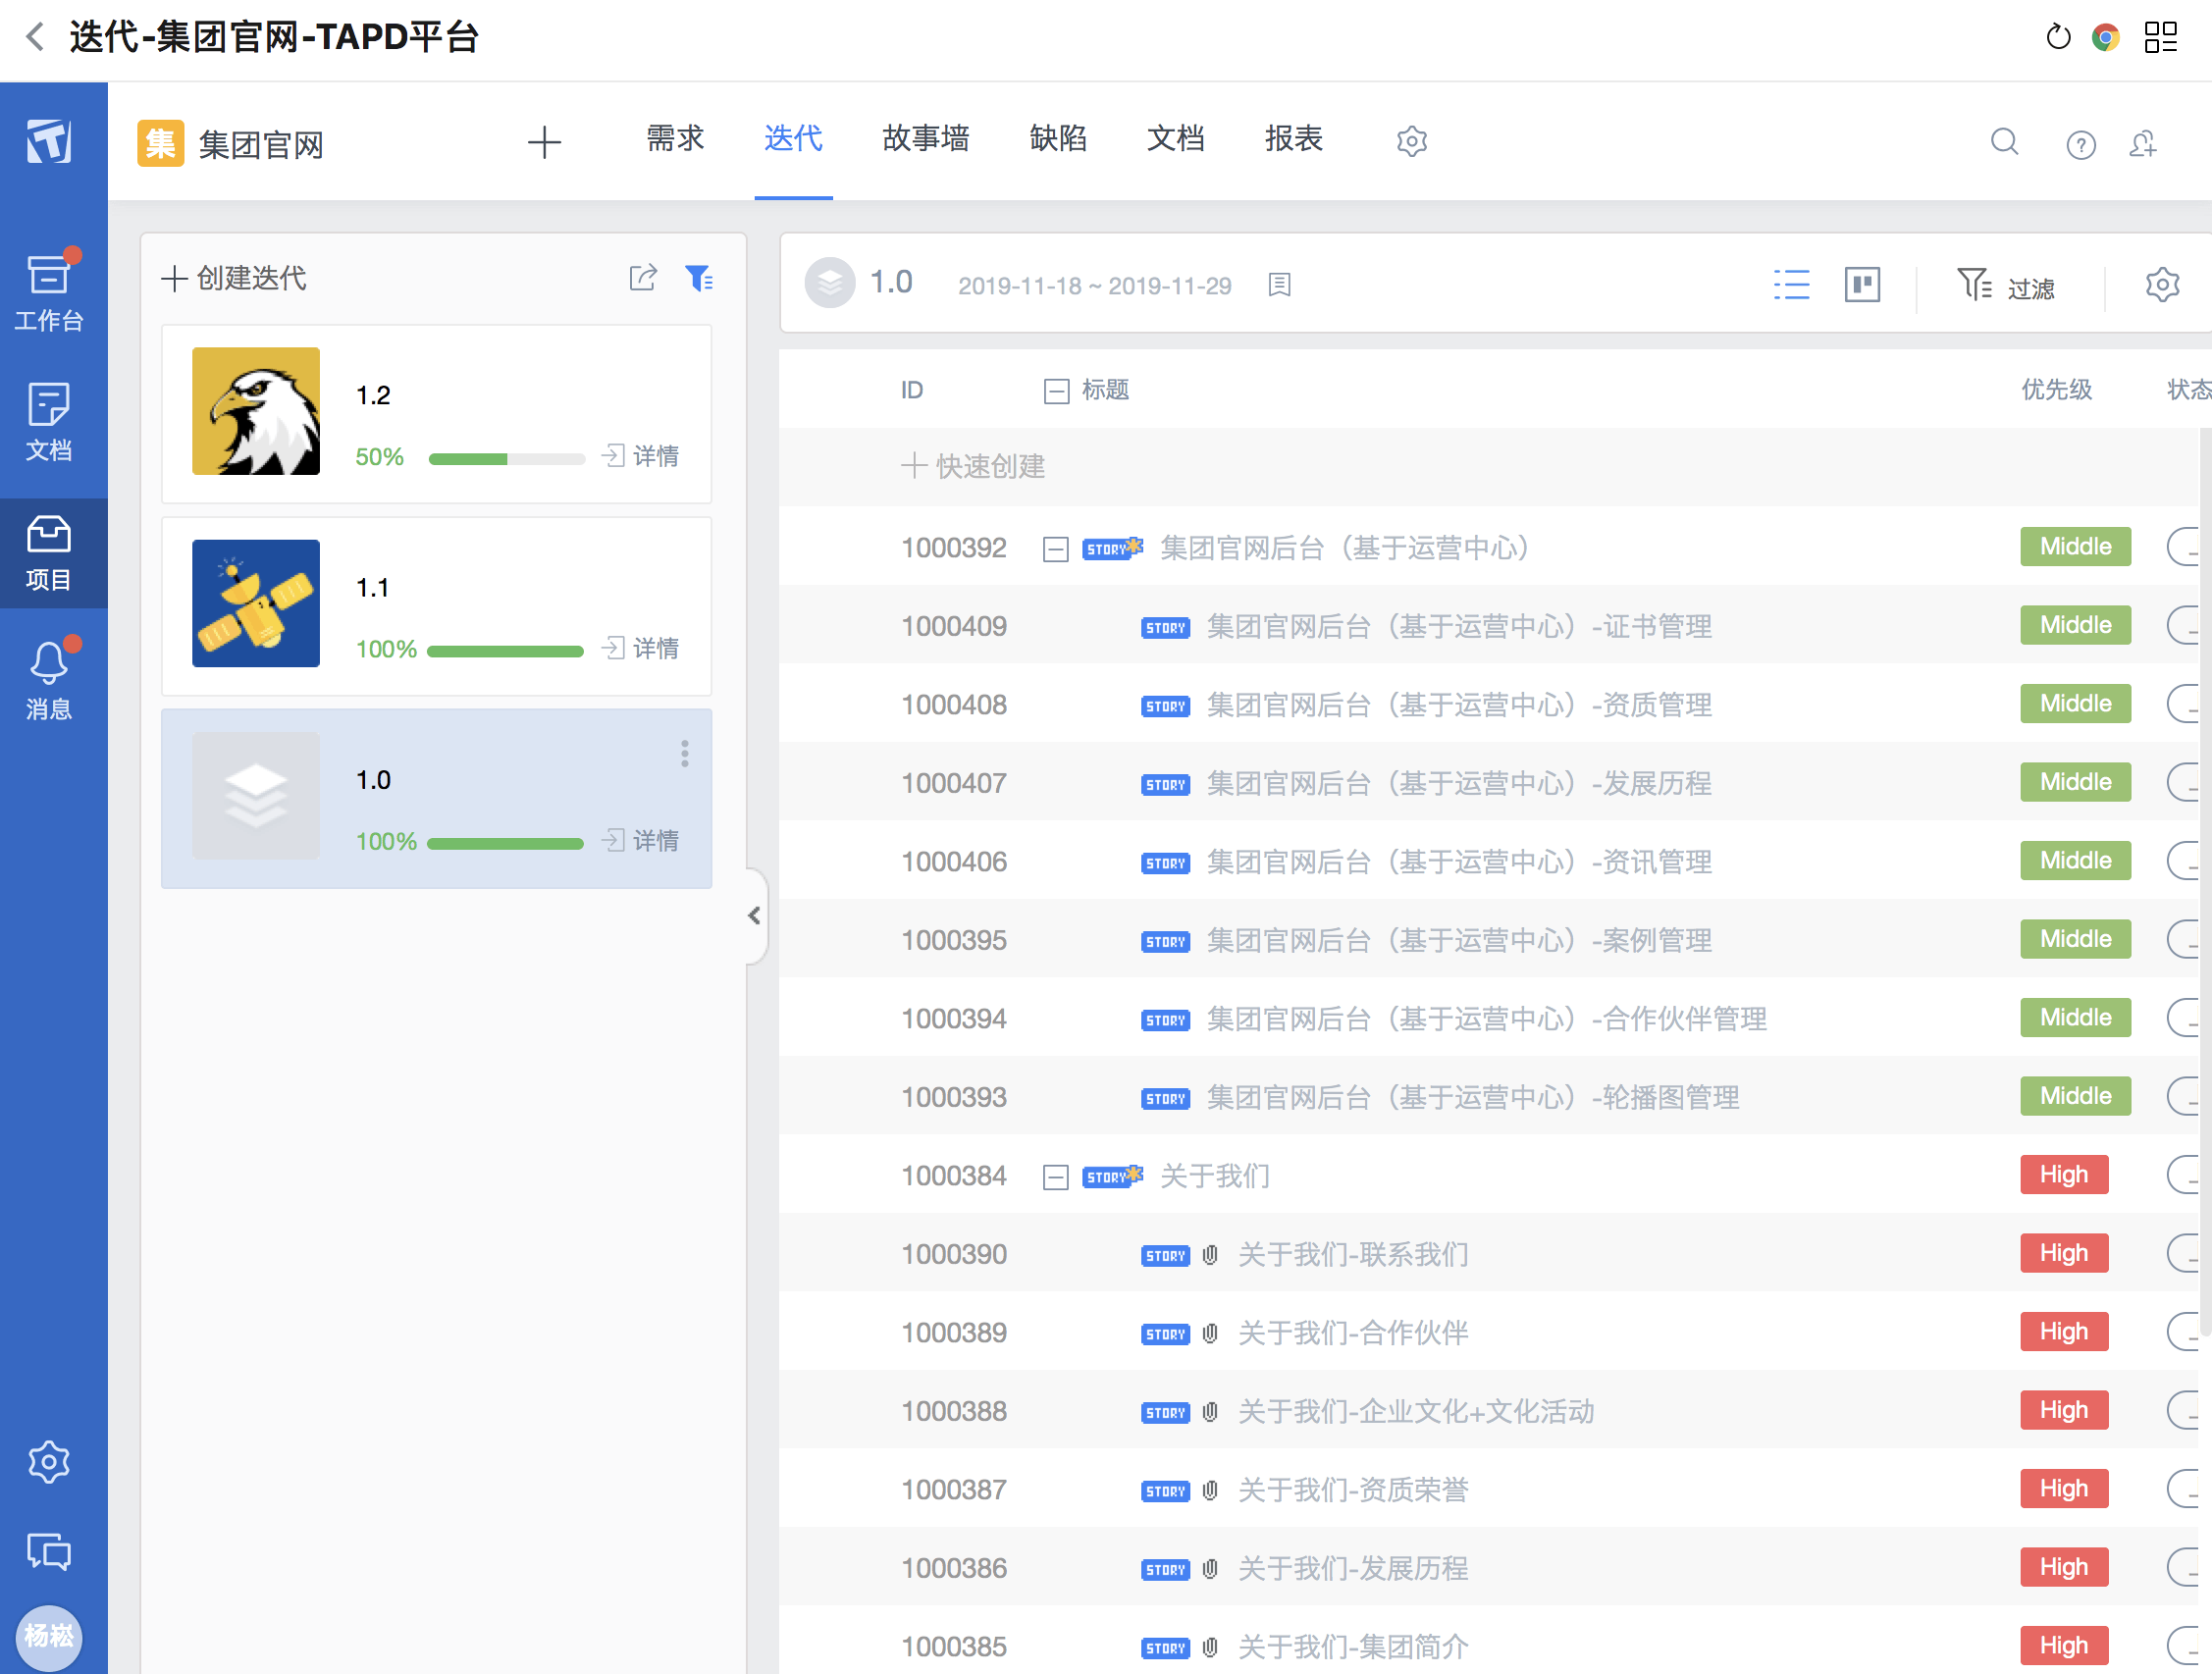 迭代-集团官网-TAPD平台
集 集团官网
需求 迭代 故事墙 缺陷 文档 报表
工作台
文档
项目
消息
杨崧
创建迭代
1.2
50% 详情
1.1
100% 详情
1.0
100% 详情
1.0 2019-11-18 ~ 2019-11-29 过滤
ID 标题 优先级 状态
快速创建
1000392 STORY 集团官网后台（基于运营中心） Middle
1000409 STORY 集团官网后台（基于运营中心）-证书管理 Middle
1000408 STORY 集团官网后台（基于运营中心）-资质管理 Middle
1000407 STORY 集团官网后台（基于运营中心）-发展历程 Middle
1000406 STORY 集团官网后台（基于运营中心）-资讯管理 Middle
1000395 STORY 集团官网后台（基于运营中心）-案例管理 Middle
1000394 STORY 集团官网后台（基于运营中心）-合作伙伴管理 Middle
1000393 STORY 集团官网后台（基于运营中心）-轮播图管理 Middle
1000384 STORY 关于我们 High
1000390 STORY 关于我们-联系我们 High
1000389 STORY 关于我们-合作伙伴 High
1000388 STORY 关于我们-企业文化+文化活动 High
1000387 STORY 关于我们-资质荣誉 High
1000386 STORY 关于我们-发展历程 High
1000385 STORY 关于我们-集团简介 High